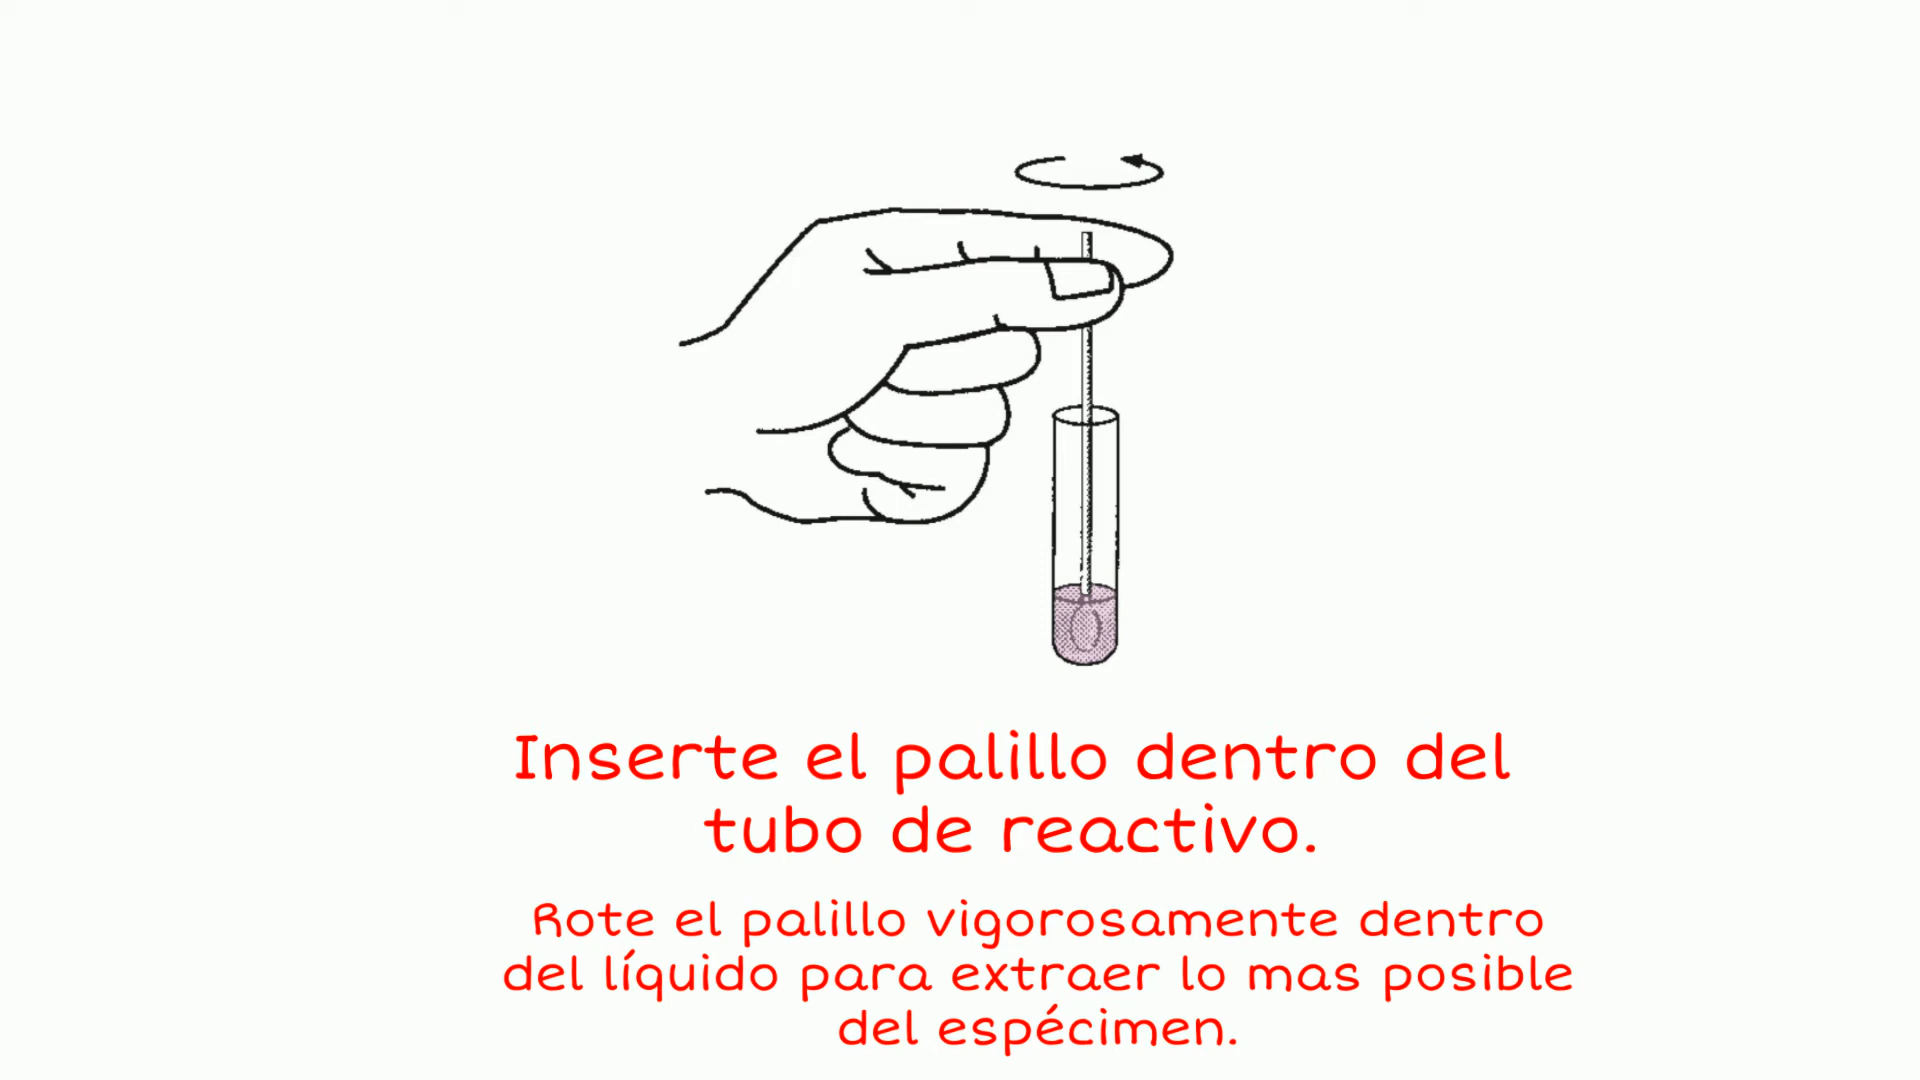 Inserte el palillo dentro del
tubo de reactivo.
Rote el palillo vigorosamente dentro
del líquido para extraer lo mas posible
del espécimen.